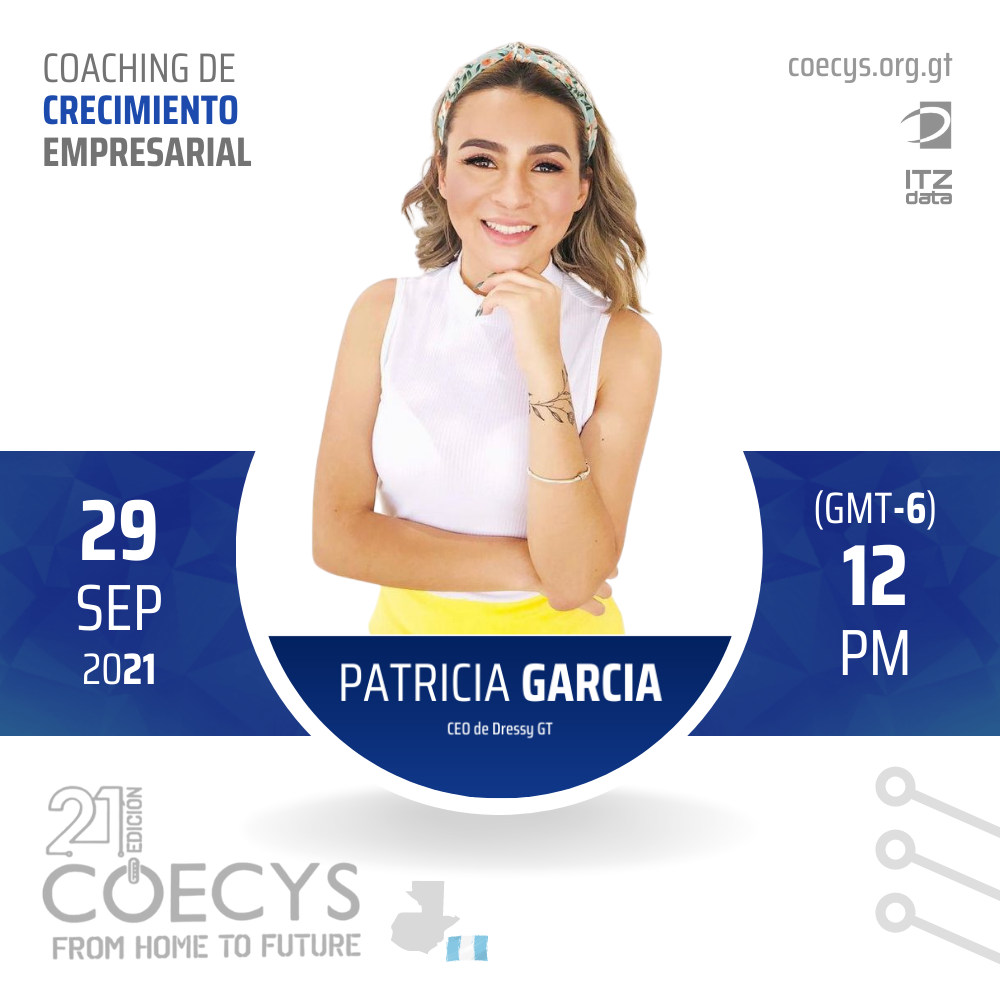 COACHING DE
CRECIMIENTO
EMPRESARIAL
coecys.org.gt
ITZ
data
29
SEP
2021
(GMT-6)
12
PM
PATRICIA GARCIA
CEO de Dressy GT
21 EDICIÓN
COECYS
FROM HOME TO FUTURE